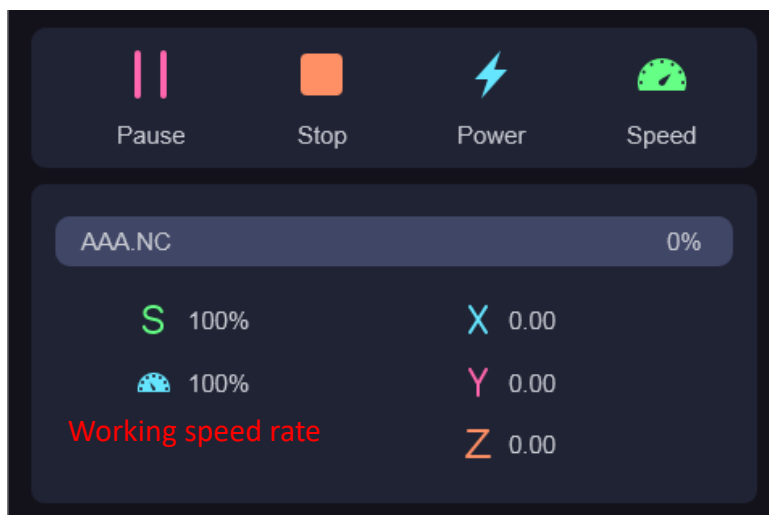 Pause Stop Power Speed
AAA.NC 0%
S 100% X 0.00
100% Y 0.00
Working speed rate
Z 0.00